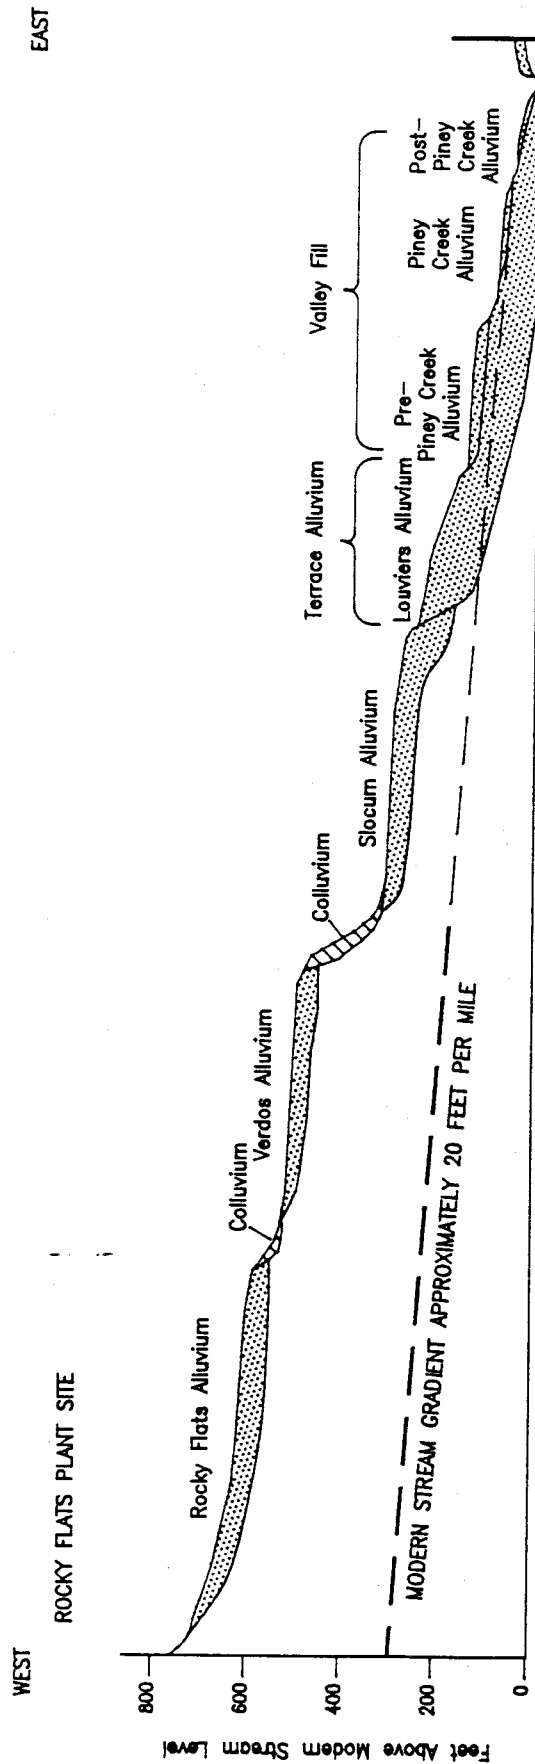 WEST
EAST
ROCKY FLATS PLANT SITE
Rocky Flats Alluvium
Colluvium
Verdos Alluvium
Colluvium
Slocum Alluvium
Terrace Alluvium
Louviers Alluvium
Valley Fill
Pre-
Piney Creek
Alluvium
Piney
Creek
Alluvium
Post-
Piney
Creek
Alluvium
MODERN STREAM GRADIENT APPROXIMATELY 20 FEET PER MILE
Feet Above Modern Stream Level
800
600
400
200
0